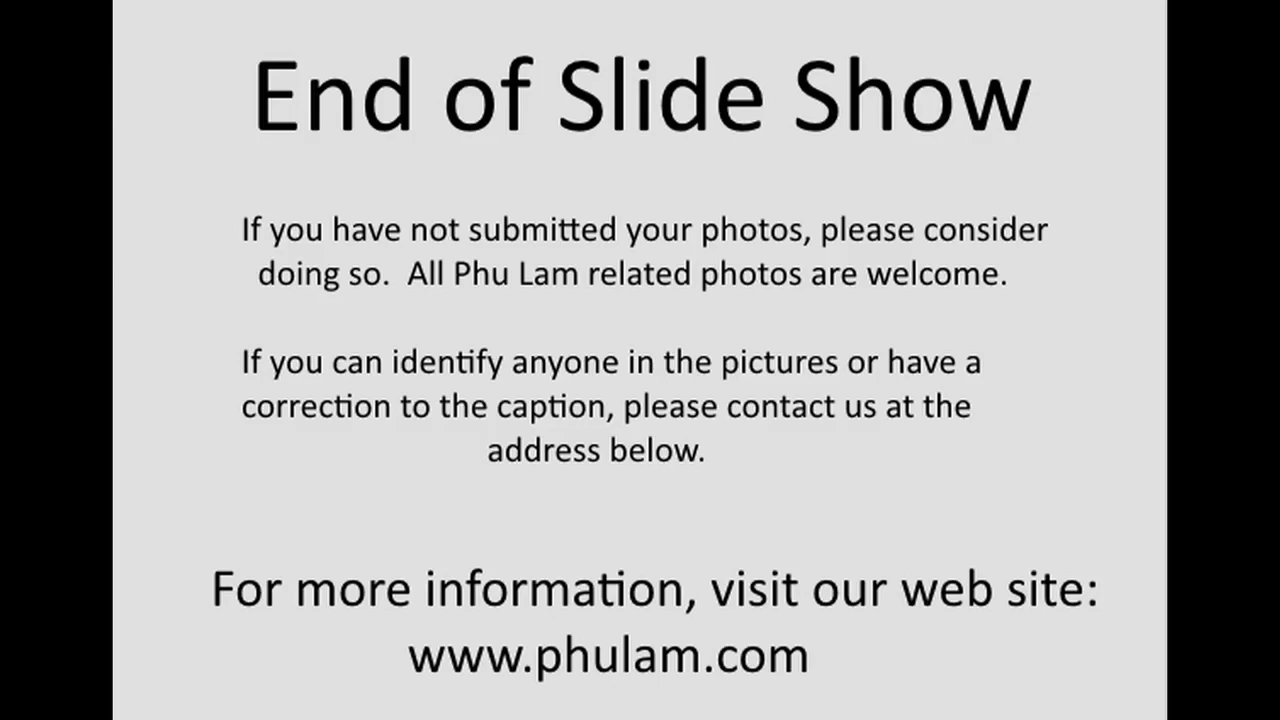 End of Slide Show
If you have not submitted your photos, please consider
doing so.  All Phu Lam related photos are welcome.
If you can identify anyone in the pictures or have a
correction to the caption, please contact us at the
address below.
For more information, visit our web site:
www.phulam.com